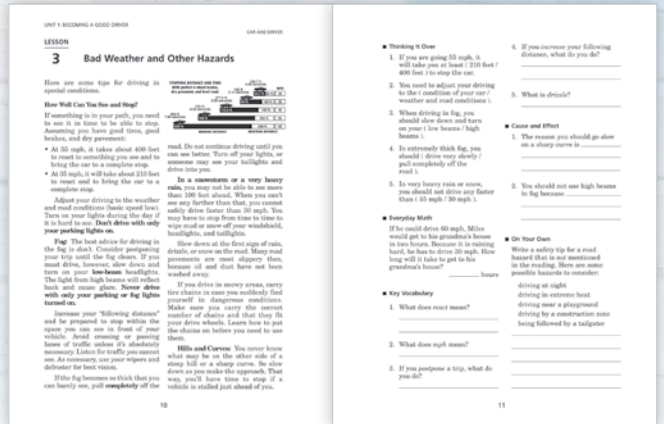 UNIT 1: BECOMING A GOOD DRIVER
CAR AND DRIVER
LESSON
3 Bad Weather and Other Hazards
Here are some tips for driving in
special conditions.
How Well Can You See and Stop?
If something is in your path, you need
to see it in time to be able to stop.
Assuming you have good tires, good
brakes, and dry pavement:
• At 55 mph, it takes about 400 feet
to react to something you see and to
bring the car to a complete stop.
• At 35 mph, it will take about 210 feet
to react and to bring the car to a
complete stop.
Adjust your driving to the weather
and road conditions (basic speed law).
Turn on your lights during the day if
it is hard to see. Don't drive with only
your parking lights on.
Fog: The best advice for driving in
the fog is don't. Consider postponing
your trip until the fog clears. If you
must drive, however, slow down and
turn on your low-beam headlights.
The light from high beams will reflect
back and cause glare. Never drive
with only your parking or fog lights
turned on.
Increase your "following distance"
and be prepared to stop within the
space you can see in front of your
vehicle. Avoid crossing or passing
lanes of traffic unless it's absolutely
necessary. Listen for traffic you cannot
see. As necessary, use your wipers and
defroster for best vision.
If the fog becomes so thick that you
can barely see, pull completely off the
STOPPING DISTANCE AND TIME
road. Do not continue driving until you
can see better. Turn off your lights, or
someone may see your taillights and
drive into you.
In a snowstorm or a very heavy
rain, you may not be able to see more
than 100 feet ahead. When you can't
see any farther than that, you cannot
safely drive faster than 30 mph. You
may have to stop from time to time to
wipe mud or snow off your windshield,
headlights, and taillights.
Slow down at the first sign of rain,
drizzle, or snow on the road. Many road
pavements are most slippery then,
because oil and dust have not been
washed away.
If you drive in snowy areas, carry
tire chains in case you suddenly find
yourself in dangerous conditions.
Make sure you carry the correct
number of chains and that they fit
your drive wheels. Learn how to put
the chains on before you need to use
them.
Hills and Curves: You never know
what may be on the other side of a
steep hill or a sharp curve. So slow
down as you make the approach. That
way, you'll have time to stop if a
vehicle is stalled just ahead of you.
10
■ Thinking It Over
1. If you are going 55 mph, it
will take you at least ( 210 feet /
400 feet ) to stop the car.
2. You need to adjust your driving
to the ( condition of your car /
weather and road conditions ).
3. When driving in fog, you
should slow down and turn
on your ( low beams / high
beams ).
4. In extremely thick fog, you
should ( drive very slowly /
pull completely off the
road ).
5. In very heavy rain or snow,
you should not drive any faster
than ( 55 mph / 30 mph ).
■ Everyday Math
If he could drive 60 mph, Miles
would get to his grandma's house
in two hours. Because it is raining,
he has to drive 30 mph. How
long will it take to get to his
grandma's house?
hours
■ Key Vocabulary
1. What does react mean?
2. What does mph mean?
3. If you postpone a trip, what do
you do?
4. If you increase your following
distance, what do you do?
5. What is drizzle?
■ Cause and Effect
1. The reason you should go slow
on a sharp curve is
2. You should not use high beams
in fog because
■ On Your Own
Write a safety tip for a road
hazard that is not mentioned
in the reading. Here are some
possible hazards to consider:
driving at night
driving in extreme heat
driving near a playground
driving by a construction zone
being followed by a tailgater
11